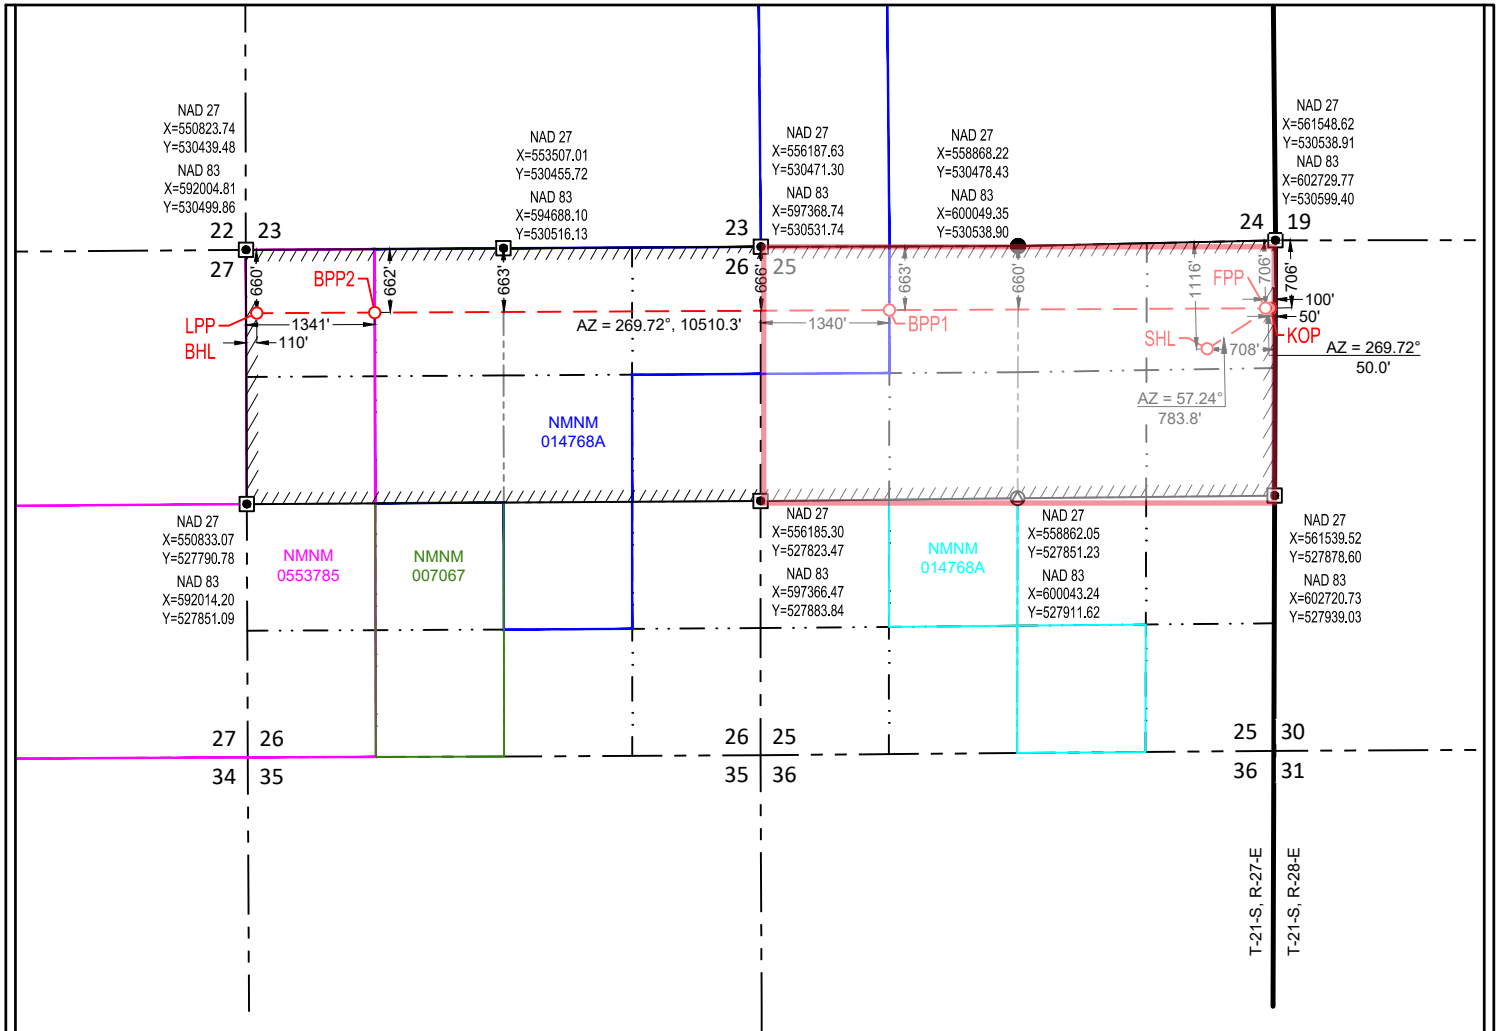 NAD 27
X=550823.74
Y=530439.48
NAD 83
X=592004.81
Y=530499.86
NAD 27
X=553507.01
Y=530455.72
NAD 83
X=594688.10
Y=530516.13
NAD 27
X=556187.63
Y=530471.30
NAD 83
X=597368.74
Y=530531.74
NAD 27
X=558868.22
Y=530478.43
NAD 83
X=600049.35
Y=530538.90
NAD 27
X=561548.62
Y=530538.91
NAD 83
X=602729.77
Y=530599.40
22 23
27
23
26 25
24 19
660'
BPP2
662'
663'
666'
663'
660'
1116'
FPP
706'
706'
LPP
1341'
AZ = 269.72°, 10510.3'
1340'
BPP1
100'
50'
BHL
110'
SHL
708'
KOP
AZ = 269.72°
50.0'
AZ = 57.24°
783.8'
NMNM
014768A
NAD 27
X=550833.07
Y=527790.78
NAD 83
X=592014.20
Y=527851.09
NMNM
0553785
NMNM
007067
NAD 27
X=556185.30
Y=527823.47
NAD 83
X=597366.47
Y=527883.84
NMNM
014768A
NAD 27
X=558862.05
Y=527851.23
NAD 83
X=600043.24
Y=527911.62
NAD 27
X=561539.52
Y=527878.60
NAD 83
X=602720.73
Y=527939.03
27 26
34 35
26 25
35 36
25 30
36 31
T-21-S, R-27-E
T-21-S, R-28-E